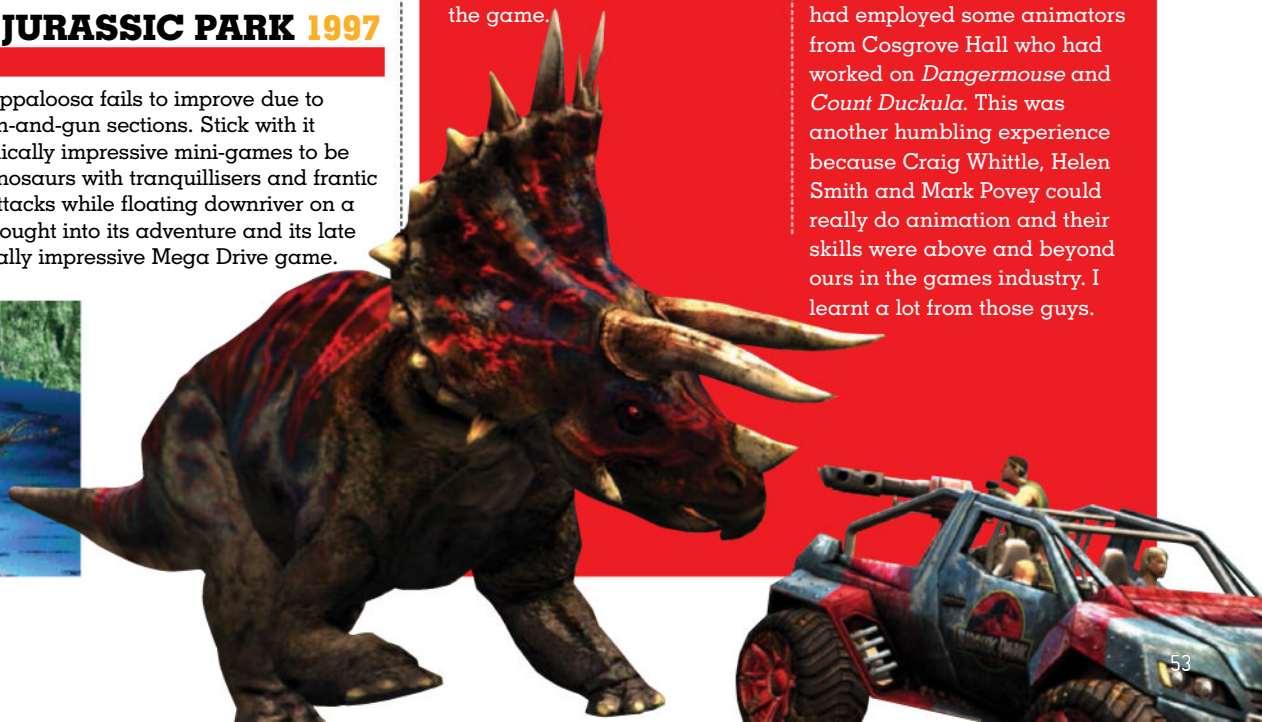 JURASSIC PARK 1997
ppaloosa fails to improve due to
n-and-gun sections. Stick with it
ically impressive mini-games to be
nosaurs with tranquillisers and frantic
ttacks while floating downriver on a
ought into its adventure and its late
ally impressive Mega Drive game.
the game.
had employed some animators
from Cosgrove Hall who had
worked on Dangermouse and
Count Duckula. This was
another humbling experience
because Craig Whittle, Helen
Smith and Mark Povey could
really do animation and their
skills were above and beyond
ours in the games industry. I
learnt a lot from those guys.
JURASSIC PARK
53